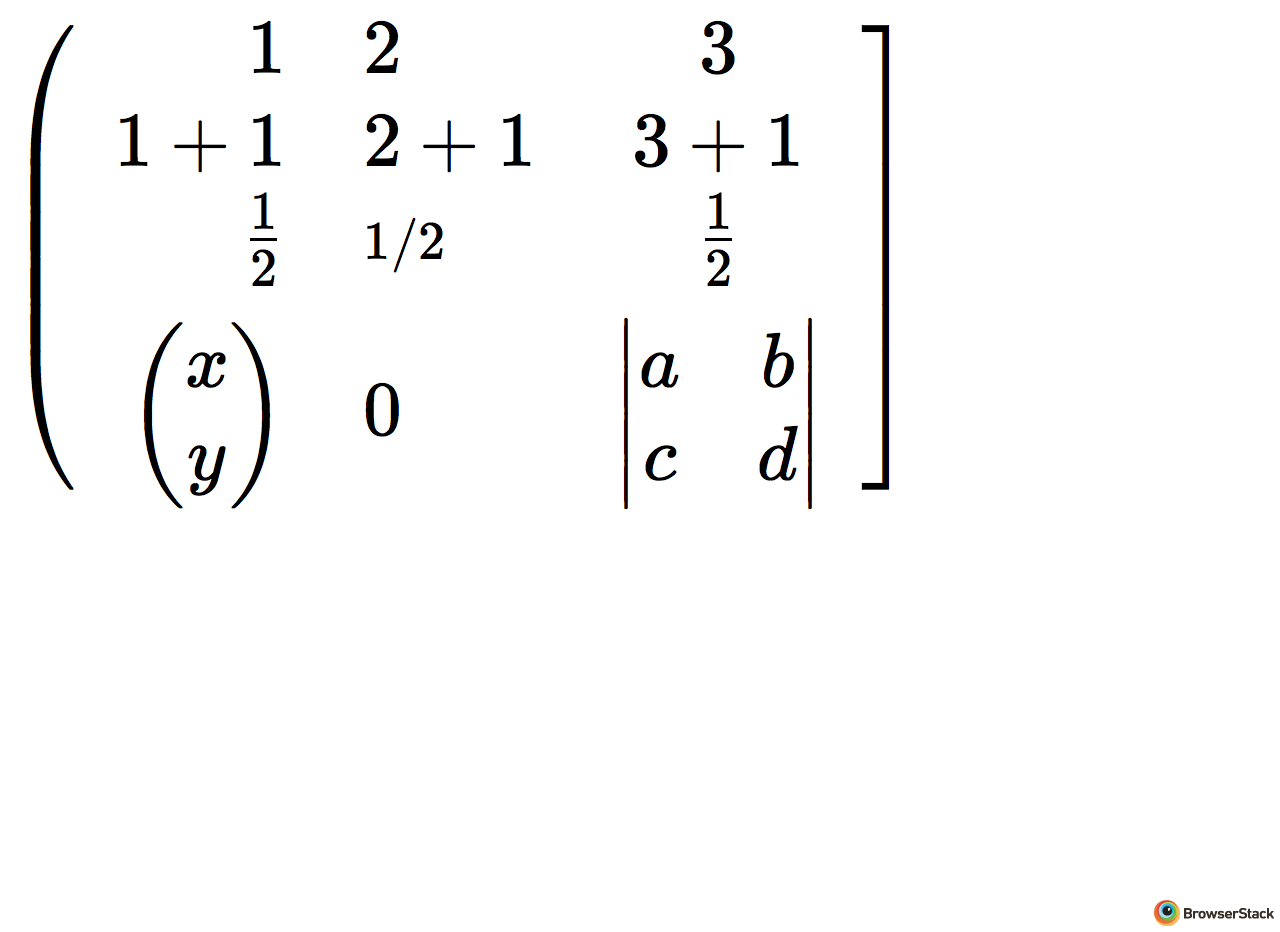 ( 1 2 3 ]
1 + 1 2 + 1 3 + 1
1/2 1/2 1/2
(x y) 0 |a b
c d|
BrowserStack